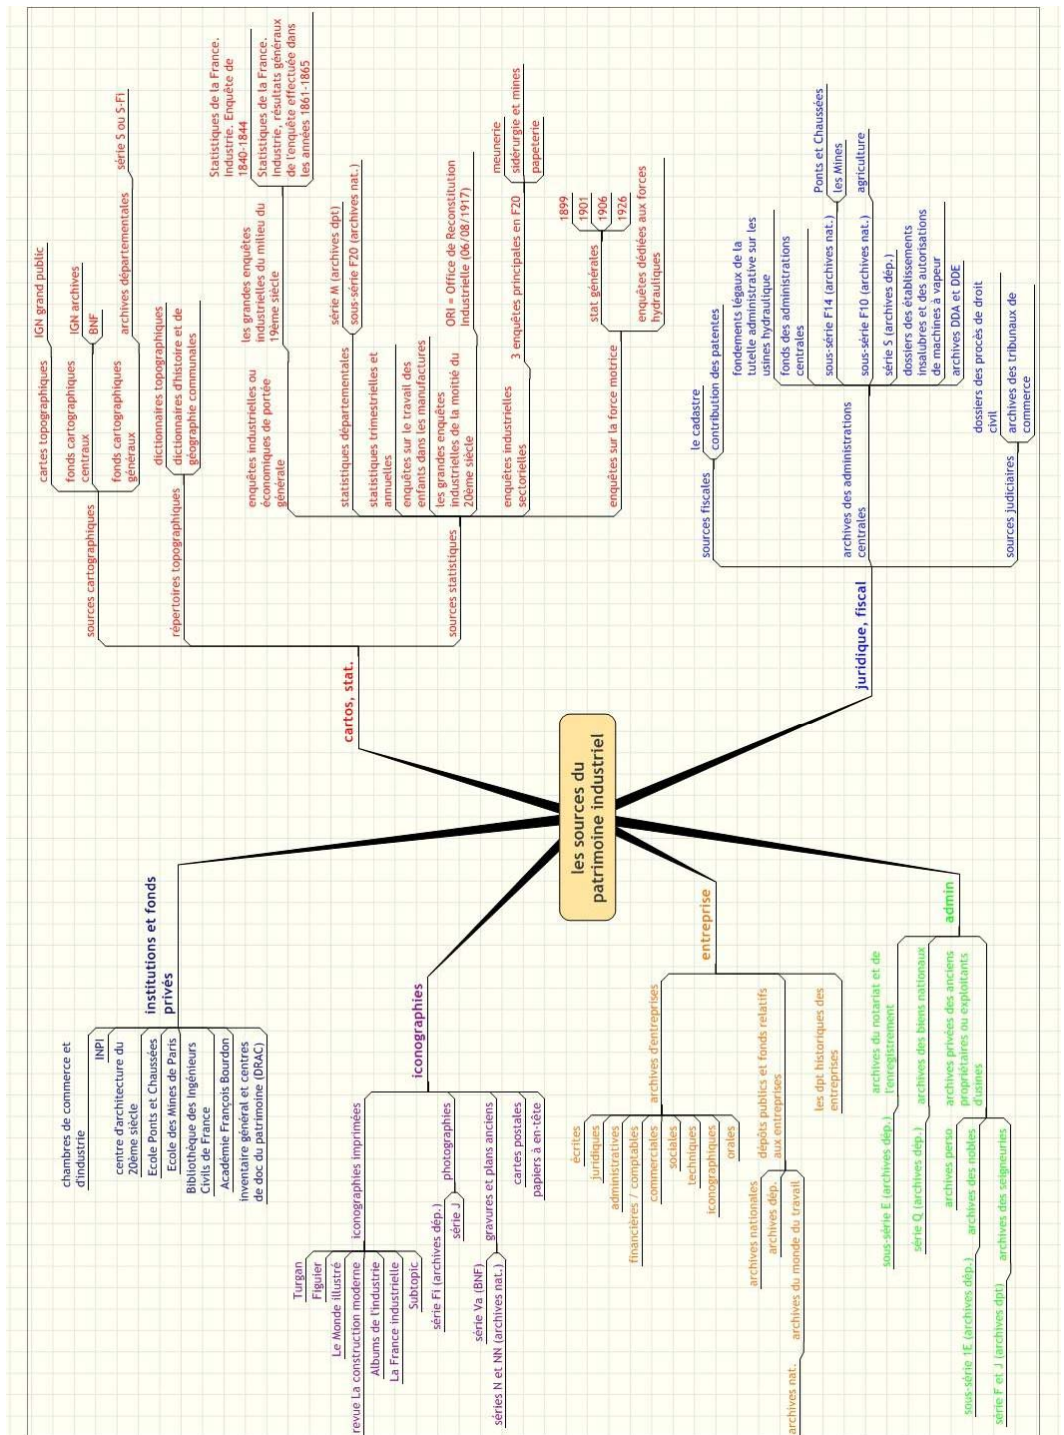 les sources du
patrimoine industriel
cartos, stat.
sources cartographiques
cartes topographiques
IGN grand public
fonds cartographiques
centraux
IGN archives
BNF
fonds cartographiques
généraux
archives départementales
série S ou S-Fi
répertoires topographiques
dictionnaires topographiques
dictionnaires d'histoire et de
géographie communales
sources statistiques
enquêtes industrielles ou
économiques de portée
générale
les grandes enquêtes
industrielles du milieu du
19ème siècle
Statistiques de la France.
Industrie. Enquête de
1840-1844
Statistiques de la France.
Industrie, résultats généraux
de l'enquête effectuée dans
les années 1861-1865
statistiques départementales
série M (archives dpt)
sous-série F20 (archives nat.)
statistiques trimestrielles et
annuelles
enquêtes sur le travail des
enfants dans les manufactures
les grandes enquêtes
industrielles de la moitié du
20ème siècle
ORI = Office de Reconstitution
Industrielle (06/08/1917)
enquêtes industrielles
sectorielles
3 enquêtes principales en F20
meunerie
sidérurgie et mines
papeterie
enquêtes sur la force motrice
stat générales
1899
1901
1906
1926
enquêtes dédiées aux forces
hydrauliques
juridique, fiscal
sources fiscales
le cadastre
contribution des patentes
archives des administrations
centrales
fondements légaux de la
tutelle administrative sur les
usines hydraulique
fonds des administrations
centrales
sous-série F14 (archives nat.)
Ponts et Chaussées
les Mines
sous-série F10 (archives nat.)
agriculture
série S (archives dép.)
dossiers des établissements
insalubres et des autorisations
de machines à vapeur
archives DDA et DDE
sources judiciaires
dossiers des procès de droit
civil
archives des tribunaux de
commerce
institutions et fonds
privés
chambres de commerce et
d'industrie
INPI
centre d'architecture du
20ème siècle
Ecole Ponts et Chaussées
Ecole des Mines de Paris
Bibliothèque des Ingénieurs
Civils de France
Académie François Bourdon
inventaire général et centres
de doc du patrimoine (DRAC)
iconographies
iconographies imprimées
Turgan
Figuier
Le Monde illustré
revue La construction moderne
Albums de l'industrie
La France industrielle
Subtopic
photographies
série Fi (archives dép.)
série J
gravures et plans anciens
série Va (BNF)
séries N et NN (archives nat.)
cartes postales
papiers à en-tête
entreprise
archives d'entreprises
écrites
juridiques
administratives
financières / comptables
commerciales
sociales
techniques
iconographiques
orales
dépôts publics et fonds relatifs
aux entreprises
archives nationales
archives dép.
archives du monde du travail
archives nat.
les dpt historiques des
entreprises
admin
archives du notariat et de
l'enregistrement
sous-série E (archives dép.)
archives des biens nationaux
série Q (archives dép.)
archives privées des anciens
propriétaires ou exploitants
d'usines
archives perso
archives des nobles
sous-série 1E (archives dép.)
archives des seigneuries
série F et J (archives dpt)